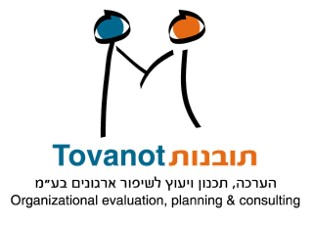 Tovanot תובנות
הערכה, תכנון ויעוץ לשיפור ארגונים בע"מ
Organizational evaluation, planning & consulting